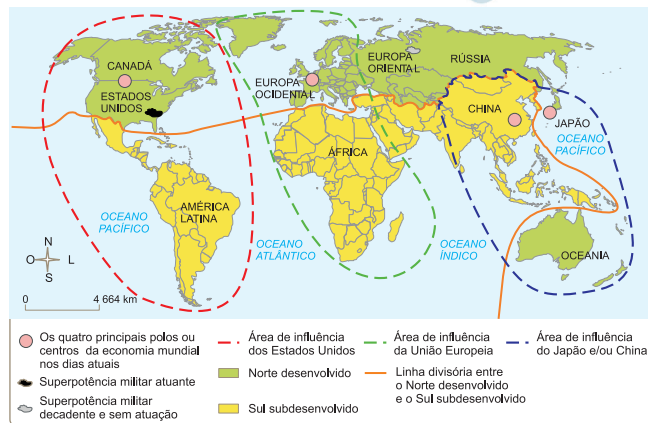 CANADÁ
ESTADOS
UNIDOS
EUROPA
OCIDENTAL
EUROPA
ORIENTAL
RÚSSIA
CHINA
JAPÃO
OCEANO
PACÍFICO
ÁFRICA
AMÉRICA
LATINA
OCEANO
PACÍFICO
OCEANO
ATLÂNTICO
OCEANO
ÍNDICO
OCEANIA
N
O
L
S
0
4 664 km
Os quatro principais polos ou
centros da economia mundial
nos dias atuais
Superpotência militar atuante
Superpotência militar
decadente e sem atuação
Área de influência
dos Estados Unidos
Norte desenvolvido
Sul subdesenvolvido
Área de influência
da União Europeia
Linha divisória entre
o Norte desenvolvido
e o Sul subdesenvolvido
Área de influência
do Japão e/ou China